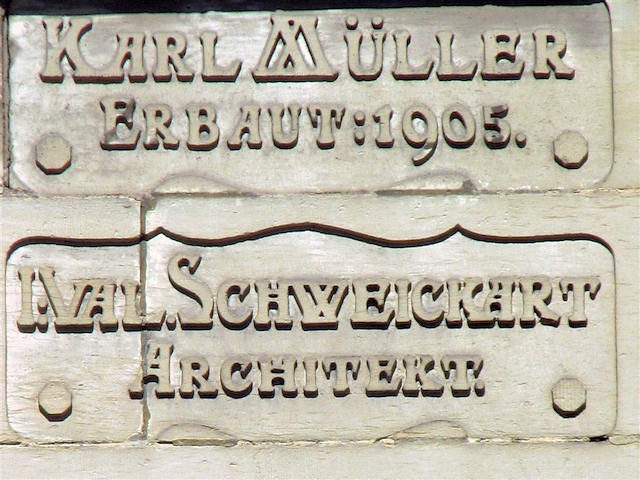 KARL MÜLLER
ERBAUT: 1905.
I. VAL. SCHWEICKART
ARCHITEKT.